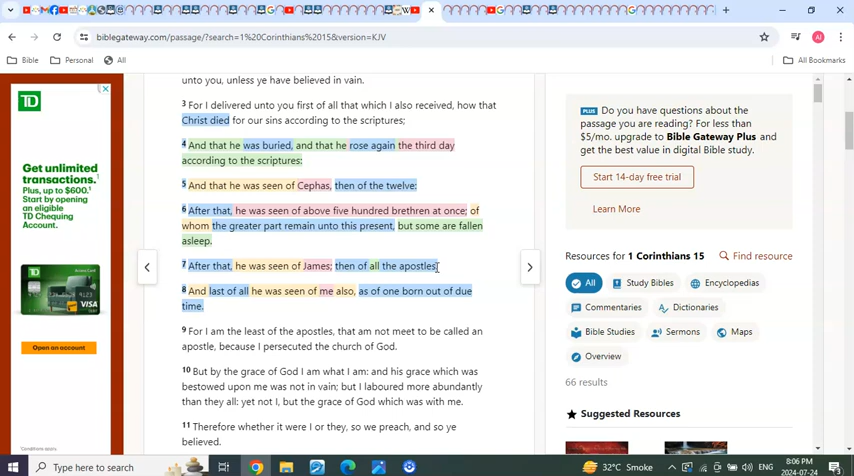 biblegateway.com/passage/?search=1%20Corinthians%2015&version=KJV
AI
Bible
Personal
All
All Bookmarks
TD
Get unlimited
transactions.¹
Plus, up to $600.¹
Start by opening
an eligible
TD Chequing
Account.
Open an account
unto you, unless ye have believed in vain.
3 For I delivered unto you first of all that which I also received, how that
Christ died for our sins according to the scriptures;
4 And that he was buried, and that he rose again the third day
according to the scriptures:
5 And that he was seen of Cephas, then of the twelve:
6 After that, he was seen of above five hundred brethren at once; of
whom the greater part remain unto this present, but some are fallen
asleep.
7 After that, he was seen of James; then of all the apostles.
8 And last of all he was seen of me also, as of one born out of due
time.
9 For I am the least of the apostles, that am not meet to be called an
apostle, because I persecuted the church of God.
10 But by the grace of God I am what I am: and his grace which was
bestowed upon me was not in vain; but I laboured more abundantly
than they all: yet not I, but the grace of God which was with me.
11 Therefore whether it were I or they, so we preach, and so ye
believed.
PLUS Do you have questions about the
passage you are reading? For less than
$5/mo. upgrade to Bible Gateway Plus and
get the best value in digital Bible study.
Start 14-day free trial
Learn More
Resources for 1 Corinthians 15
Find resource
All
Study Bibles
Encyclopedias
Commentaries
Dictionaries
Bible Studies
Sermons
Maps
Overview
66 results
Suggested Resources
Type here to search
32°C Smoke
ENG
8:06 PM
2024-07-24